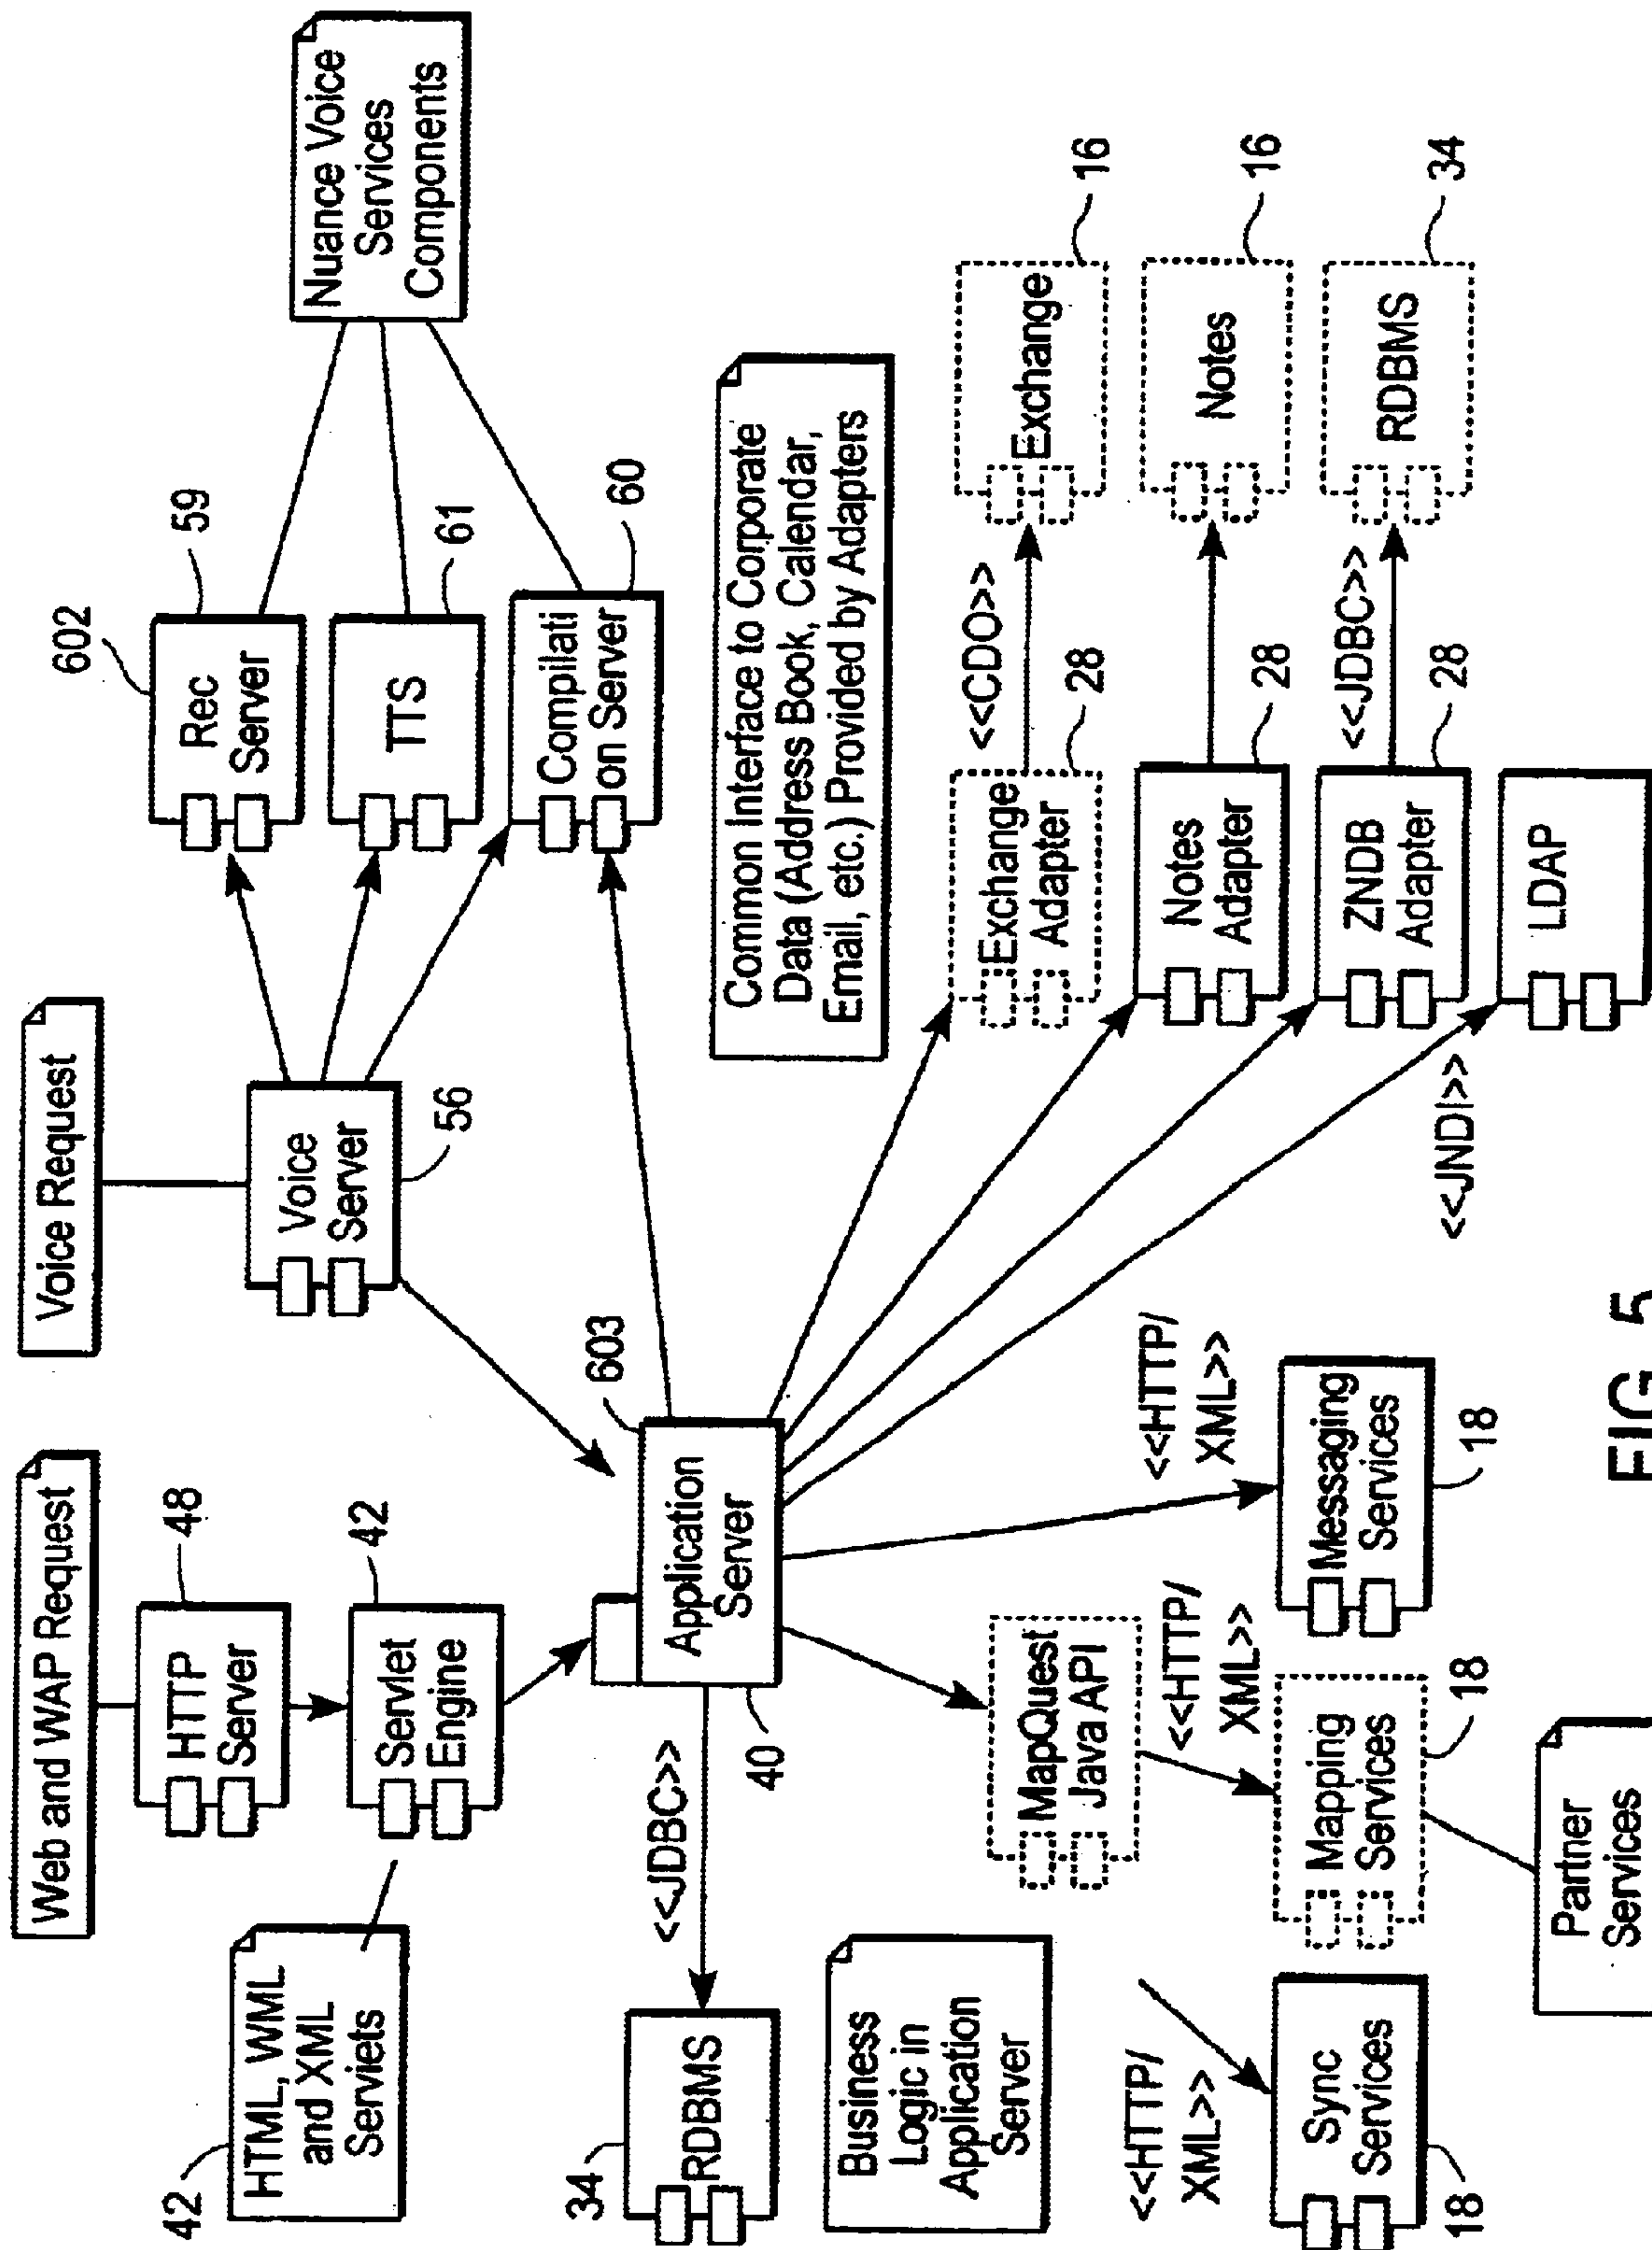 Web and WAP Request
Voice Request
HTML, WML
and XML
Serviets
42
HTTP
Server
48
Servlet
Engine
42
Voice
Server
56
602
Rec
Server
59
TTS
61
Compilati
on Server
60
Nuance Voice
Services
Components
34
RDBMS
<<JDBC>>
Application
Server
603
40
Business
Logic in
Application
Server
Common Interface to Corporate
Data (Address Book, Calendar,
Email, etc.) Provided by Adapters
Exchange
Adapter
28
<<CDO>>
Exchange
16
Notes
Adapter
28
Notes
16
ZNDB
Adapter
28
<<JDBC>>
RDBMS
34
<<JNDI>>
LDAP
MapQuest
Java API
<<HTTP/
XML>>
<<HTTP/
XML>>
<<HTTP/
XML>>
Sync
Services
18
Mapping
Services
18
Messaging
Services
18
Partner
Services
FIG. 5